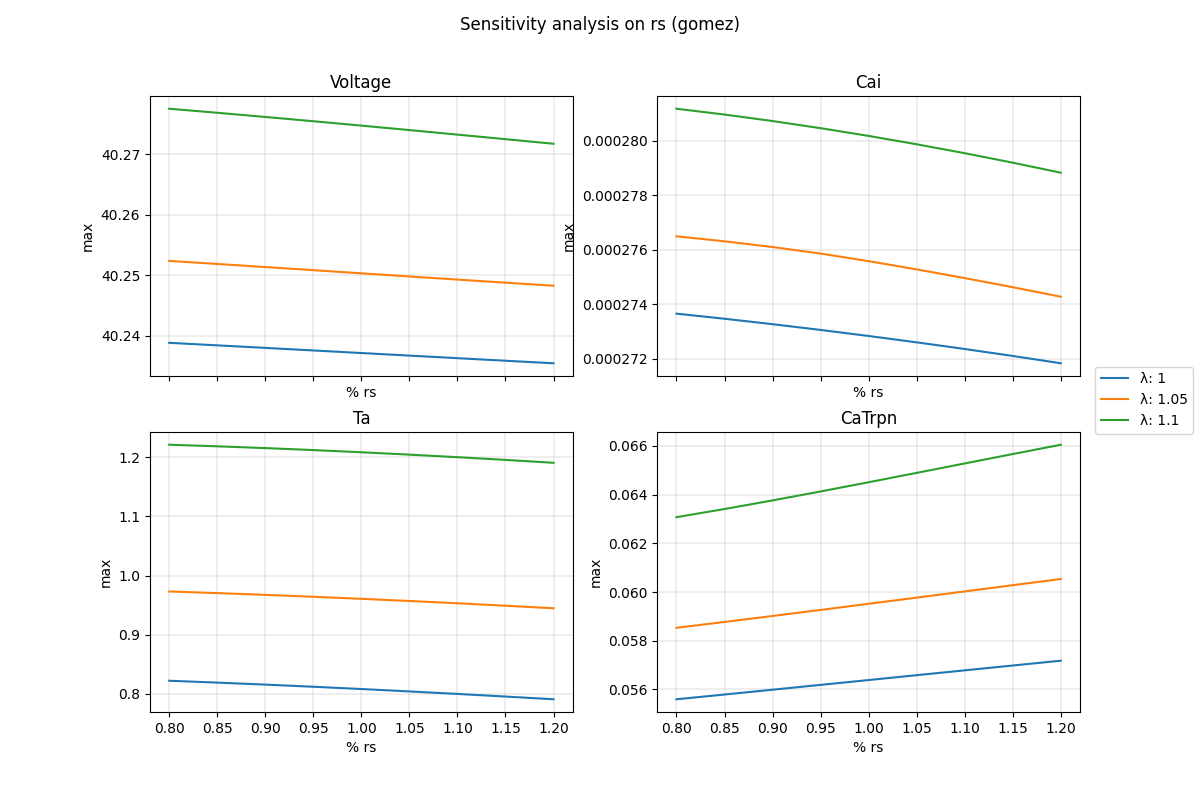 Sensitivity analysis on rs (gomez)
Voltage
max
40.27
40.26
40.25
40.24
% rs
Cai
max
0.000280
0.000278
0.000276
0.000274
0.000272
% rs
λ: 1
λ: 1.05
λ: 1.1
Ta
max
1.2
1.1
1.0
0.9
0.8
0.80 0.85 0.90 0.95 1.00 1.05 1.10 1.15 1.20
% rs
CaTrpn
max
0.066
0.064
0.062
0.060
0.058
0.056
0.80 0.85 0.90 0.95 1.00 1.05 1.10 1.15 1.20
% rs